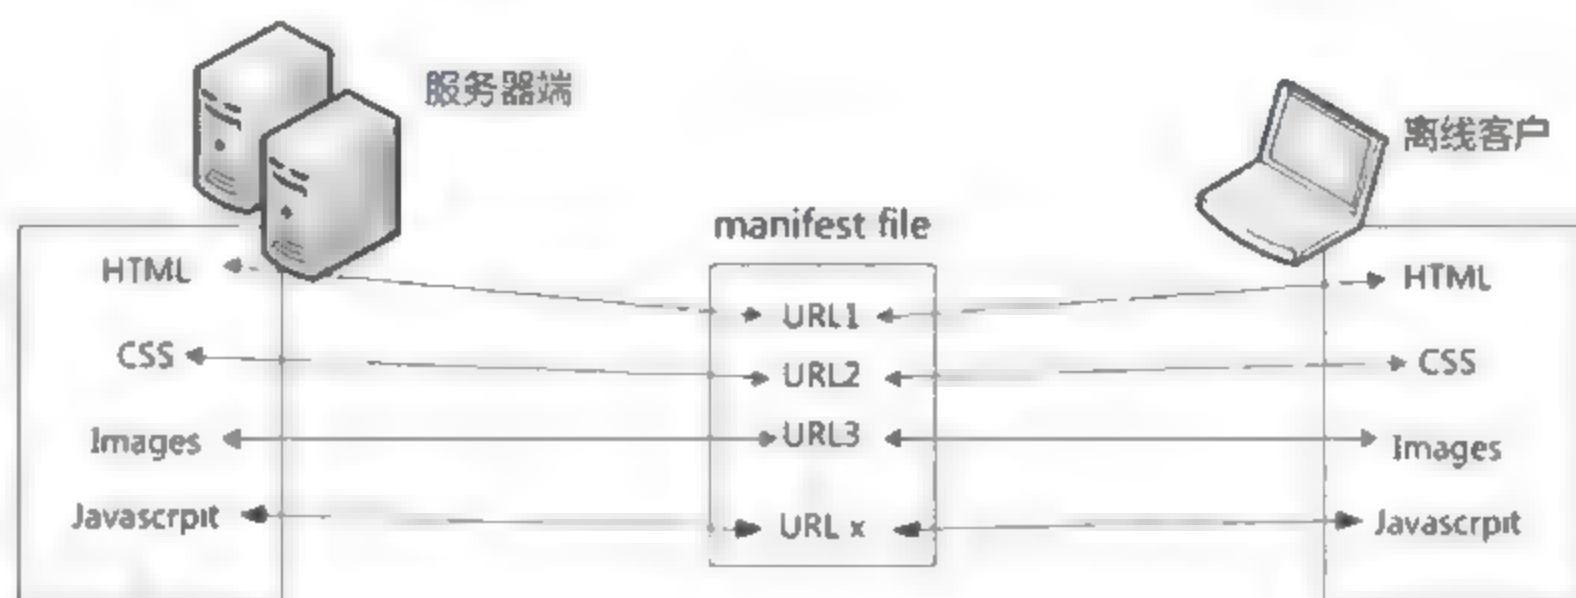 服务器端
离线客户
manifest file
HTML
URL1
HTML
CSS
URL2
CSS
Images
URL3
Images
Javascrpit
URL x
Javascrpit